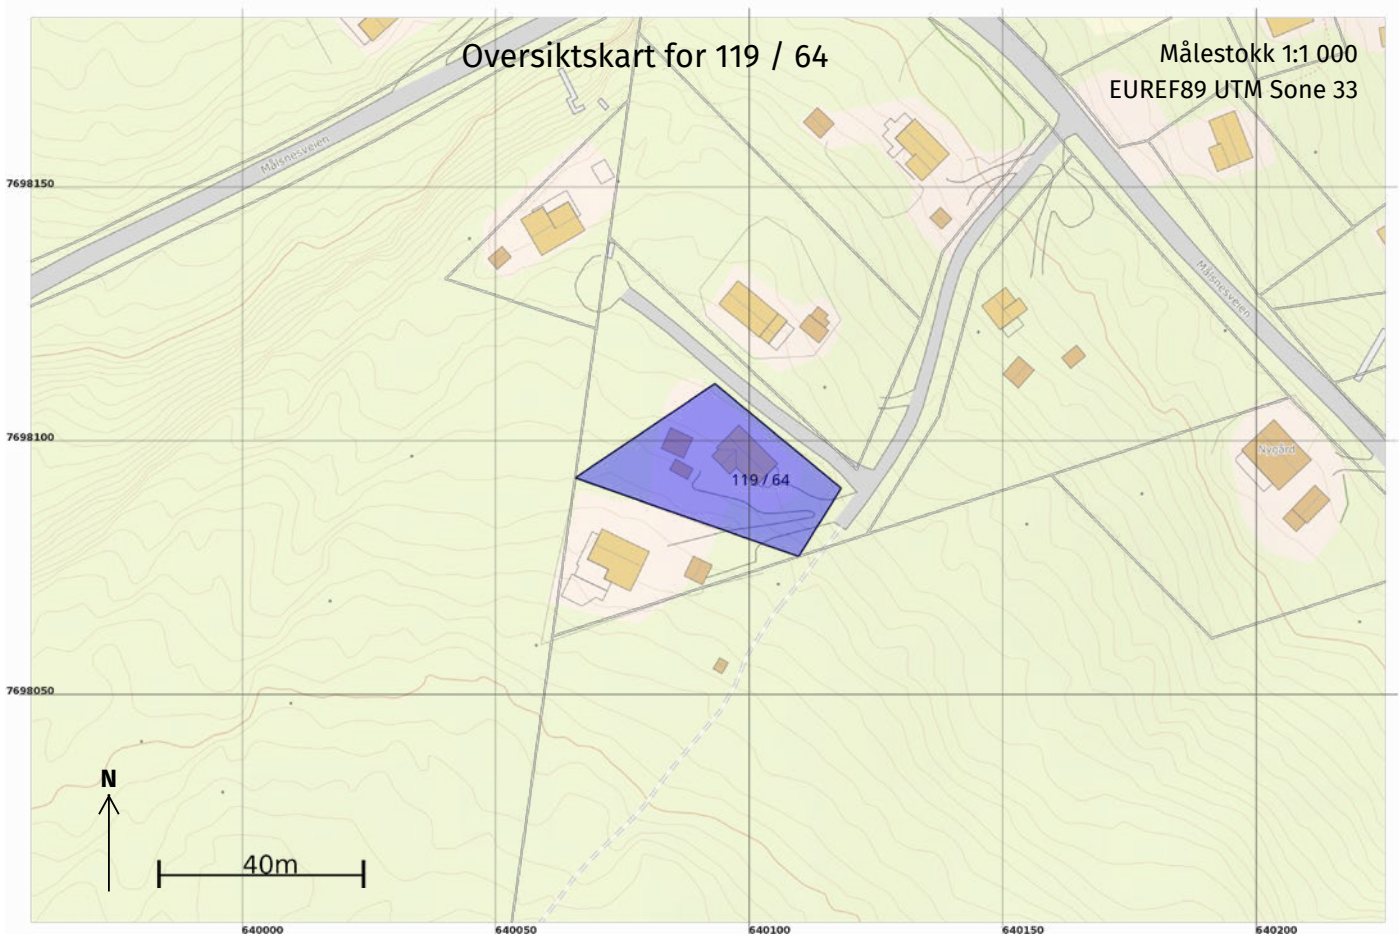 Oversiktskart for 119 / 64
Målestokk 1:1 000
EUREF89 UTM Sone 33
Målsnesveien
7698150
Målsnesveien
7698100
Nygård
119 / 64
7698050
N
40m
640000
640050
640100
640150
640200